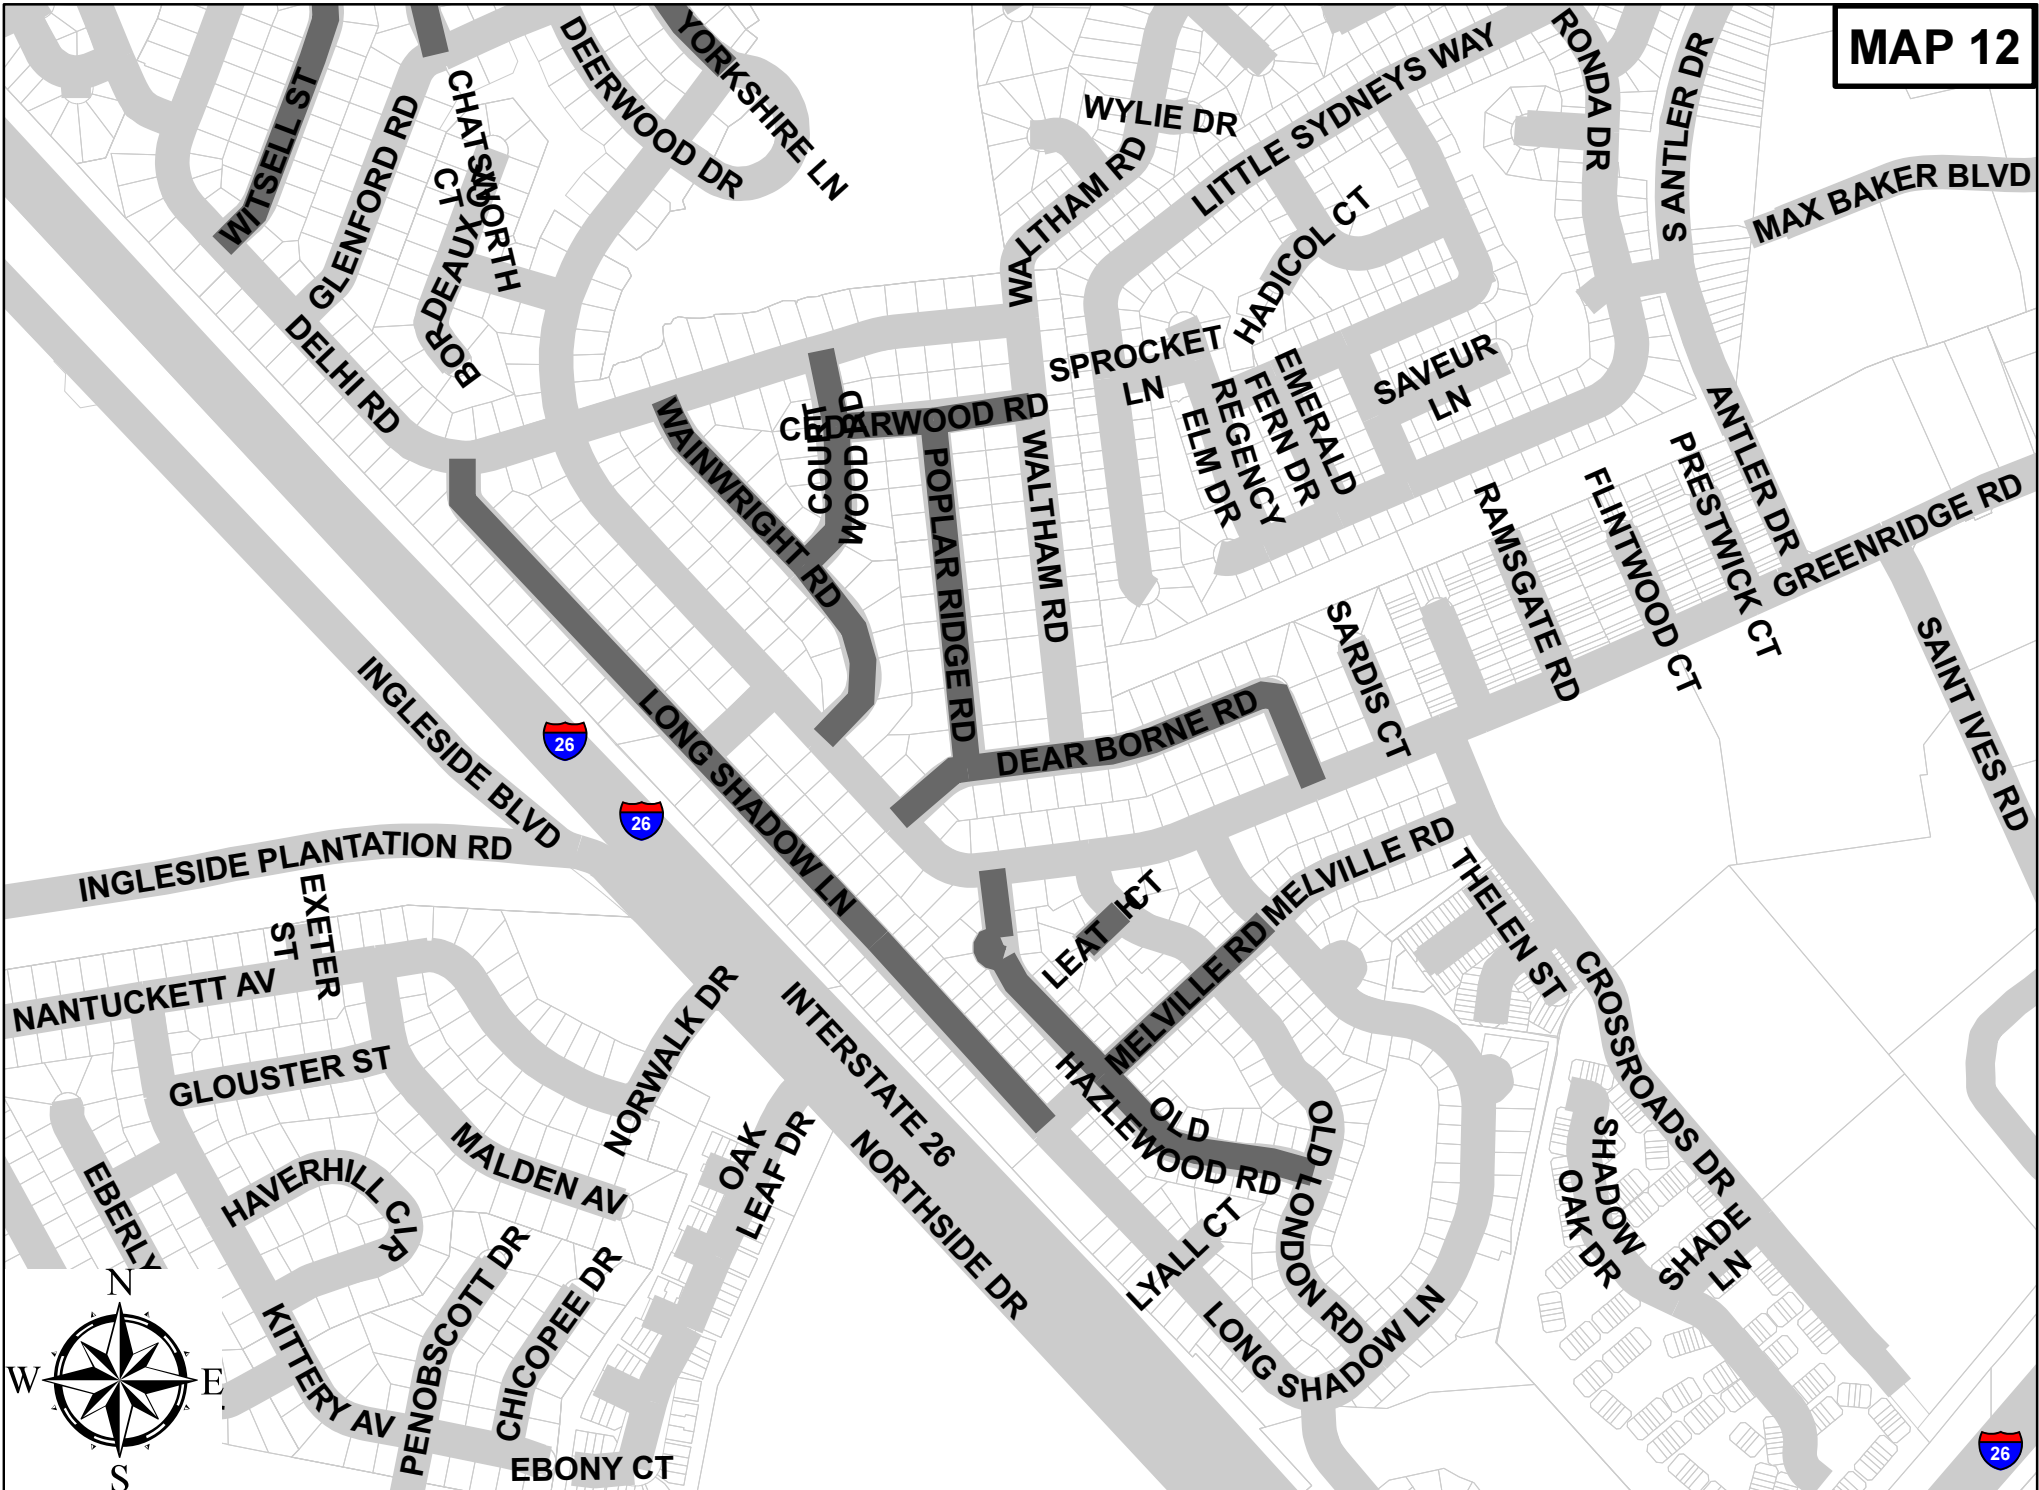 MAP 12
WITSELL ST
GLENFORD RD
CHATSWORTH
CT
BORDEAUX CT
DEERWOOD DR
YORKSHIRE LN
WYLIE DR
WALTHAM RD
LITTLE SYDNEYS WAY
RONDA DR
S ANTLER DR
MAX BAKER BLVD
HADICOL CT
DELHI RD
SPROCKET
LN
SAVEUR
LN
EMERALD
FERN DR
REGENCY
ELM DR
ANTLER DR
CEDARWOOD RD
COURT
WOOD RD
WAINWRIGHT RD
POPLAR RIDGE RD
WALTHAM RD
RAMSGATE RD
FLINTWOOD CT
PRESTWICK CT
GREENRIDGE RD
SARDIS CT
SAINT IVES RD
INGLESIDE BLVD
26
26
LONG SHADOW LN
DEAR BORNE RD
INGLESIDE PLANTATION RD
EXETER
ST
NANTUCKETT AV
LEAT H CT
MELVILLE RD
MELVILLE RD
THELEN ST
CROSSROADS DR
NORWALK DR
INTERSTATE 26
GLOUSTER ST
OLD
HAZLEWOOD RD
OLD LONDON RD
MALDEN AV
OAK
LEAF DR
NORTHSIDE DR
SHADOW
OAK DR
SHADE
LN
EBERLY
HAVERHILL CIR
LYALL CT
LONG SHADOW LN
PENOBSCOTT DR
CHICOPEE DR
KITTERY AV
EBONY CT
N
W E
S
26